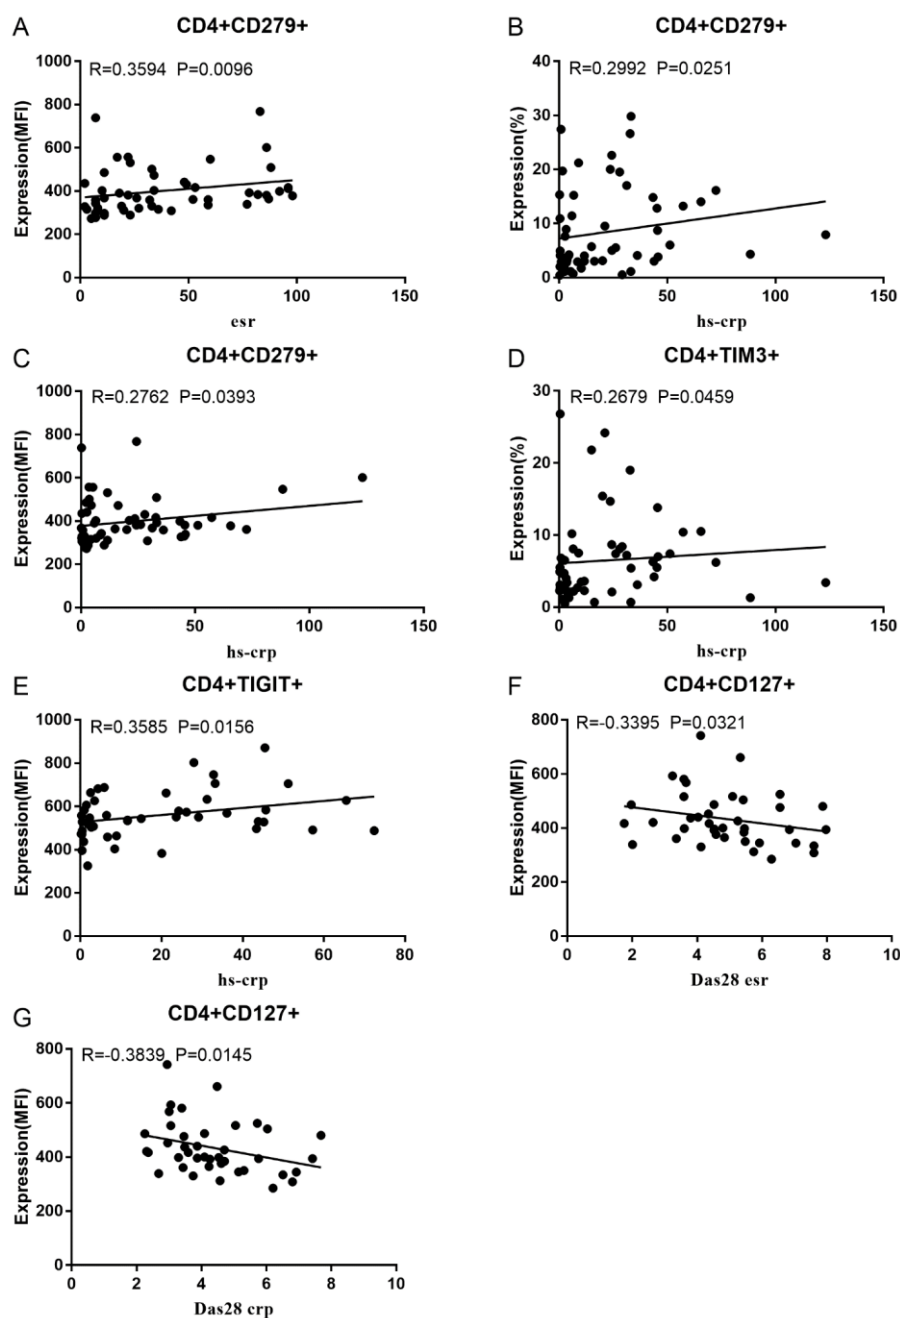 A
CD4+CD279+
R=0.3594 P=0.0096
Expression(MFI)
1000
800
600
400
200
0
0 50 100 150
esr
B
CD4+CD279+
R=0.2992 P=0.0251
Expression(%)
40
30
20
10
0
0 50 100 150
hs-crp
C
CD4+CD279+
R=0.2762 P=0.0393
Expression(MFI)
1000
800
600
400
200
0
0 50 100 150
hs-crp
D
CD4+TIM3+
R=0.2679 P=0.0459
Expression(%)
30
20
10
0
0 50 100 150
hs-crp
E
CD4+TIGIT+
R=0.3585 P=0.0156
Expression(MFI)
1000
800
600
400
200
0
0 20 40 60 80
hs-crp
F
CD4+CD127+
R=-0.3395 P=0.0321
Expression(MFI)
800
600
400
200
0
0 2 4 6 8 10
Das28 esr
G
CD4+CD127+
R=-0.3839 P=0.0145
Expression(MFI)
800
600
400
200
0
0 2 4 6 8 10
Das28 crp